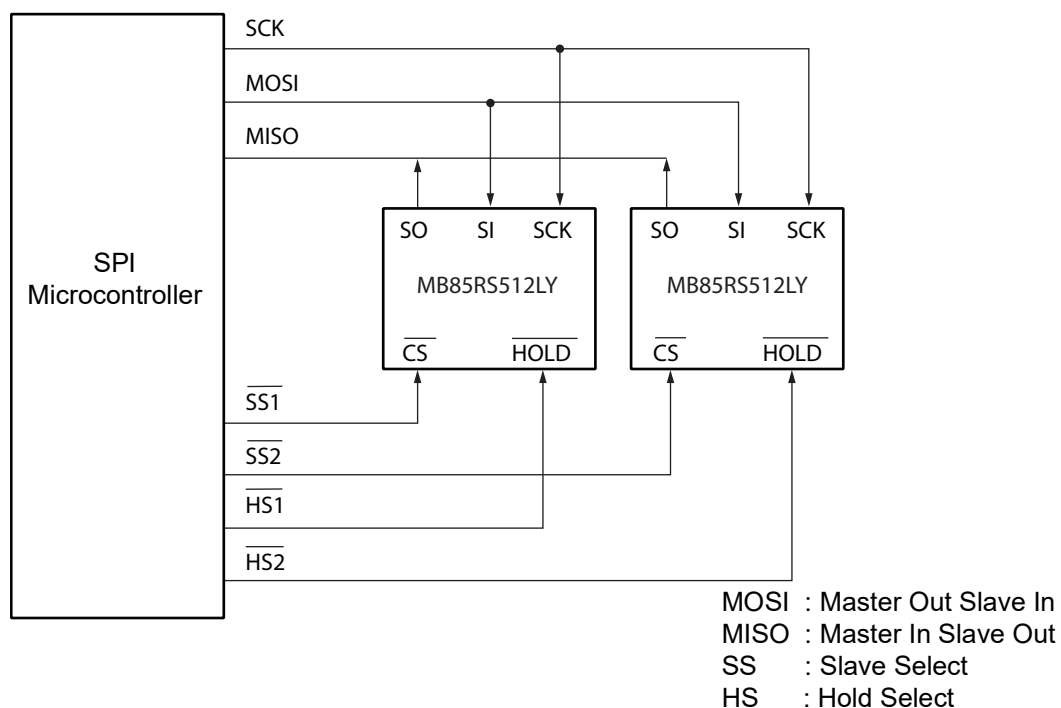 SCK
MOSI
MISO
SPI
Microcontroller
SO SI SCK
MB85RS512LY
CS HOLD
SO SI SCK
MB85RS512LY
CS HOLD
SS1
SS2
HS1
HS2
MOSI : Master Out Slave In
MISO : Master In Slave Out
SS : Slave Select
HS : Hold Select